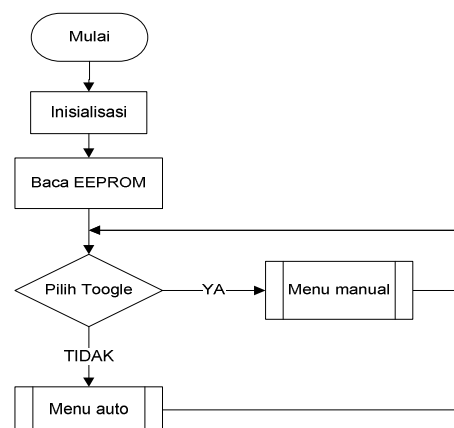 Mulai
Inisialisasi
Baca EEPROM
Pilih Toogle
YA
Menu manual
TIDAK
Menu auto